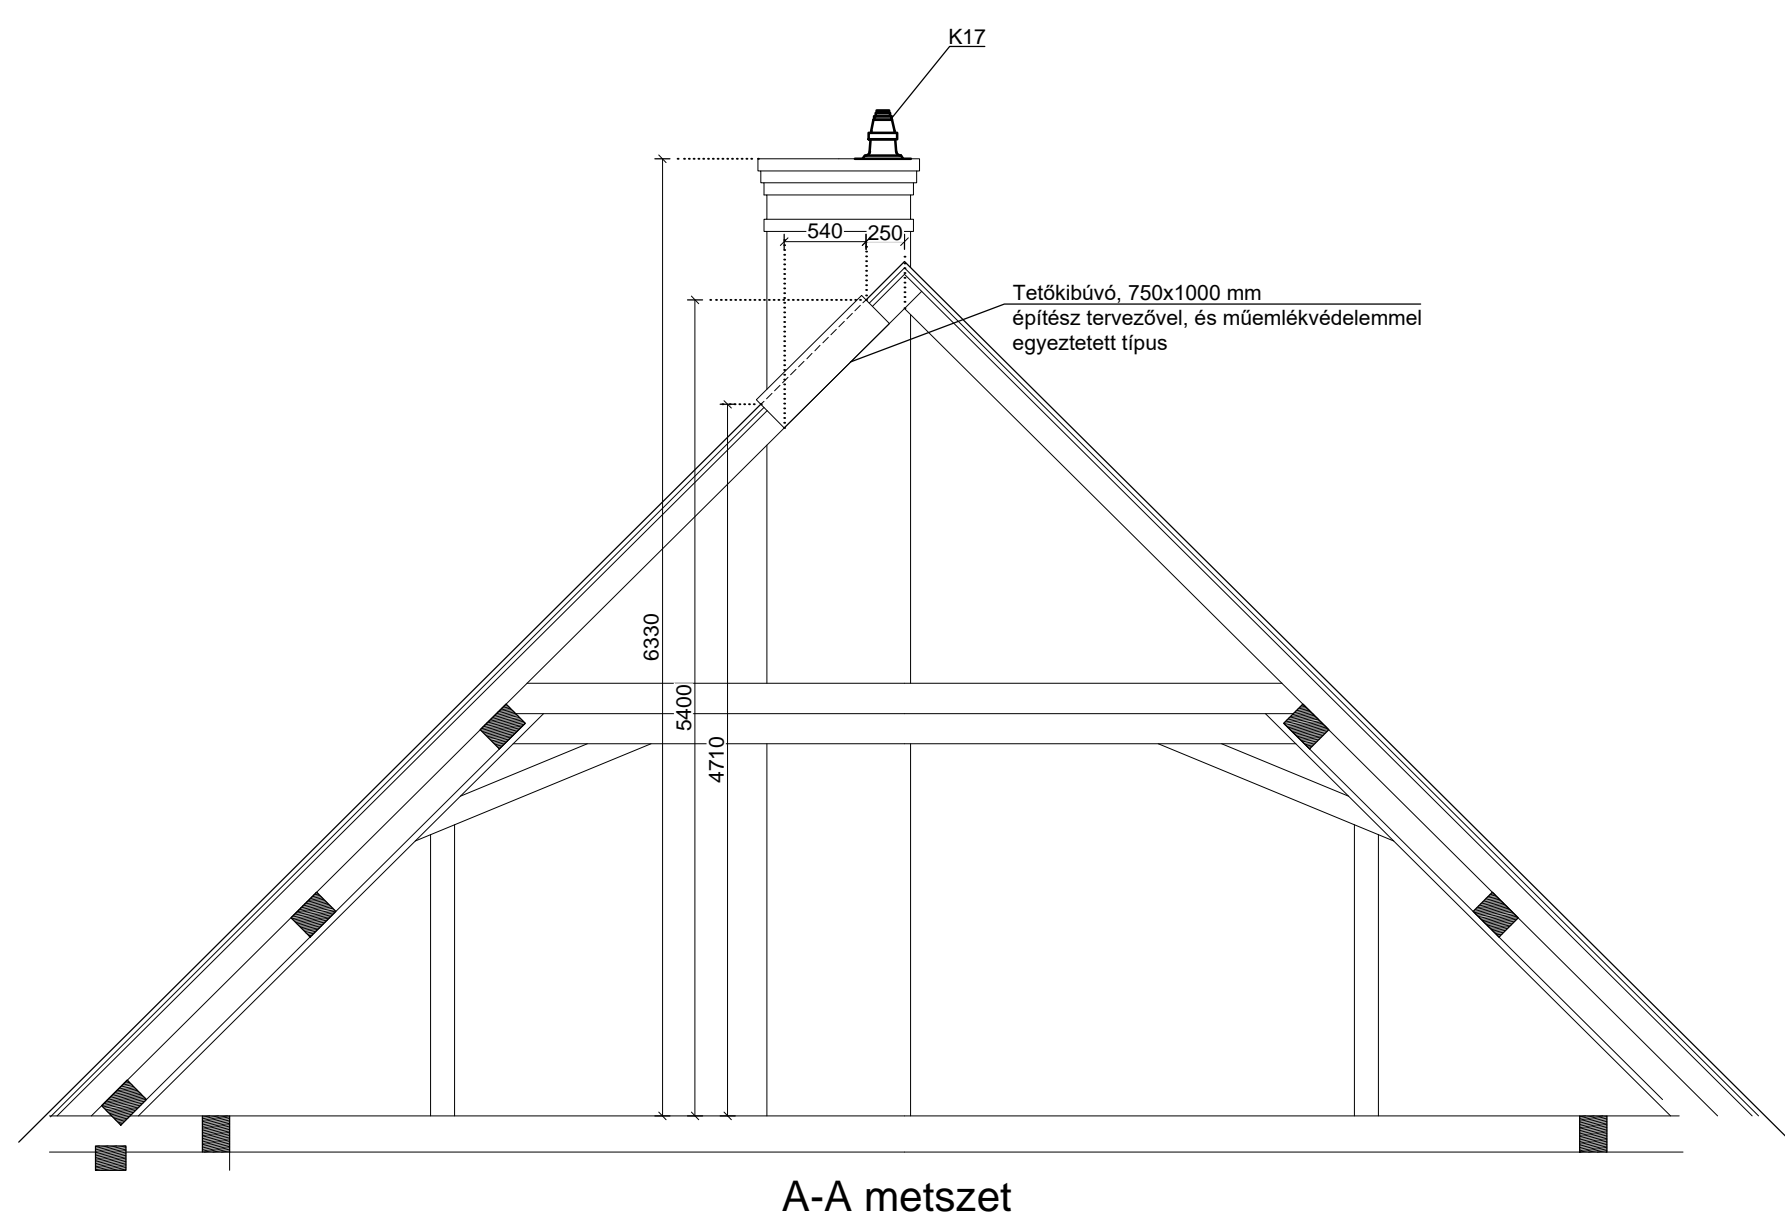 K17
540
250
Tetőkibúvó, 750x1000 mm
építész tervezővel, és műemlékvédelemmel
egyeztetett típus
6330
5400
4710
A-A metszet